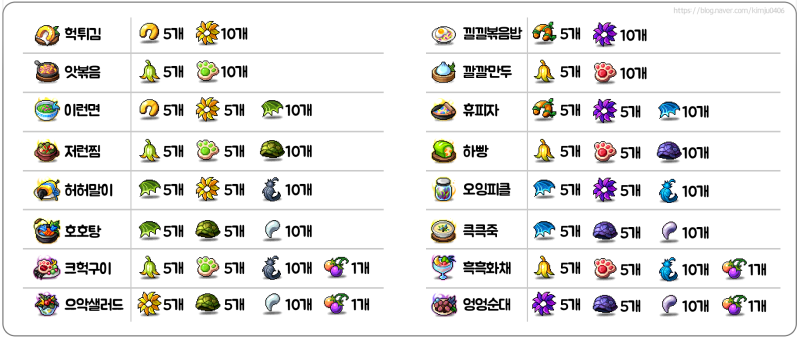 https://blog.naver.com/kimju0406
헉튀김 5개 10개
앗볶음 5개 10개
이런면 5개 5개 10개
저런찜 5개 5개 10개
허허말이 5개 5개 10개
호호탕 5개 5개 10개
크헉구이 5개 5개 10개 1개
으악샐러드 5개 5개 10개 1개
낄낄볶음밥 5개 10개
깔깔만두 5개 10개
휴피자 5개 5개 10개
하빵 5개 5개 10개
오잉피클 5개 5개 10개
큭큭죽 5개 5개 10개
흑흑화채 5개 5개 10개 1개
엉엉순대 5개 5개 10개 1개